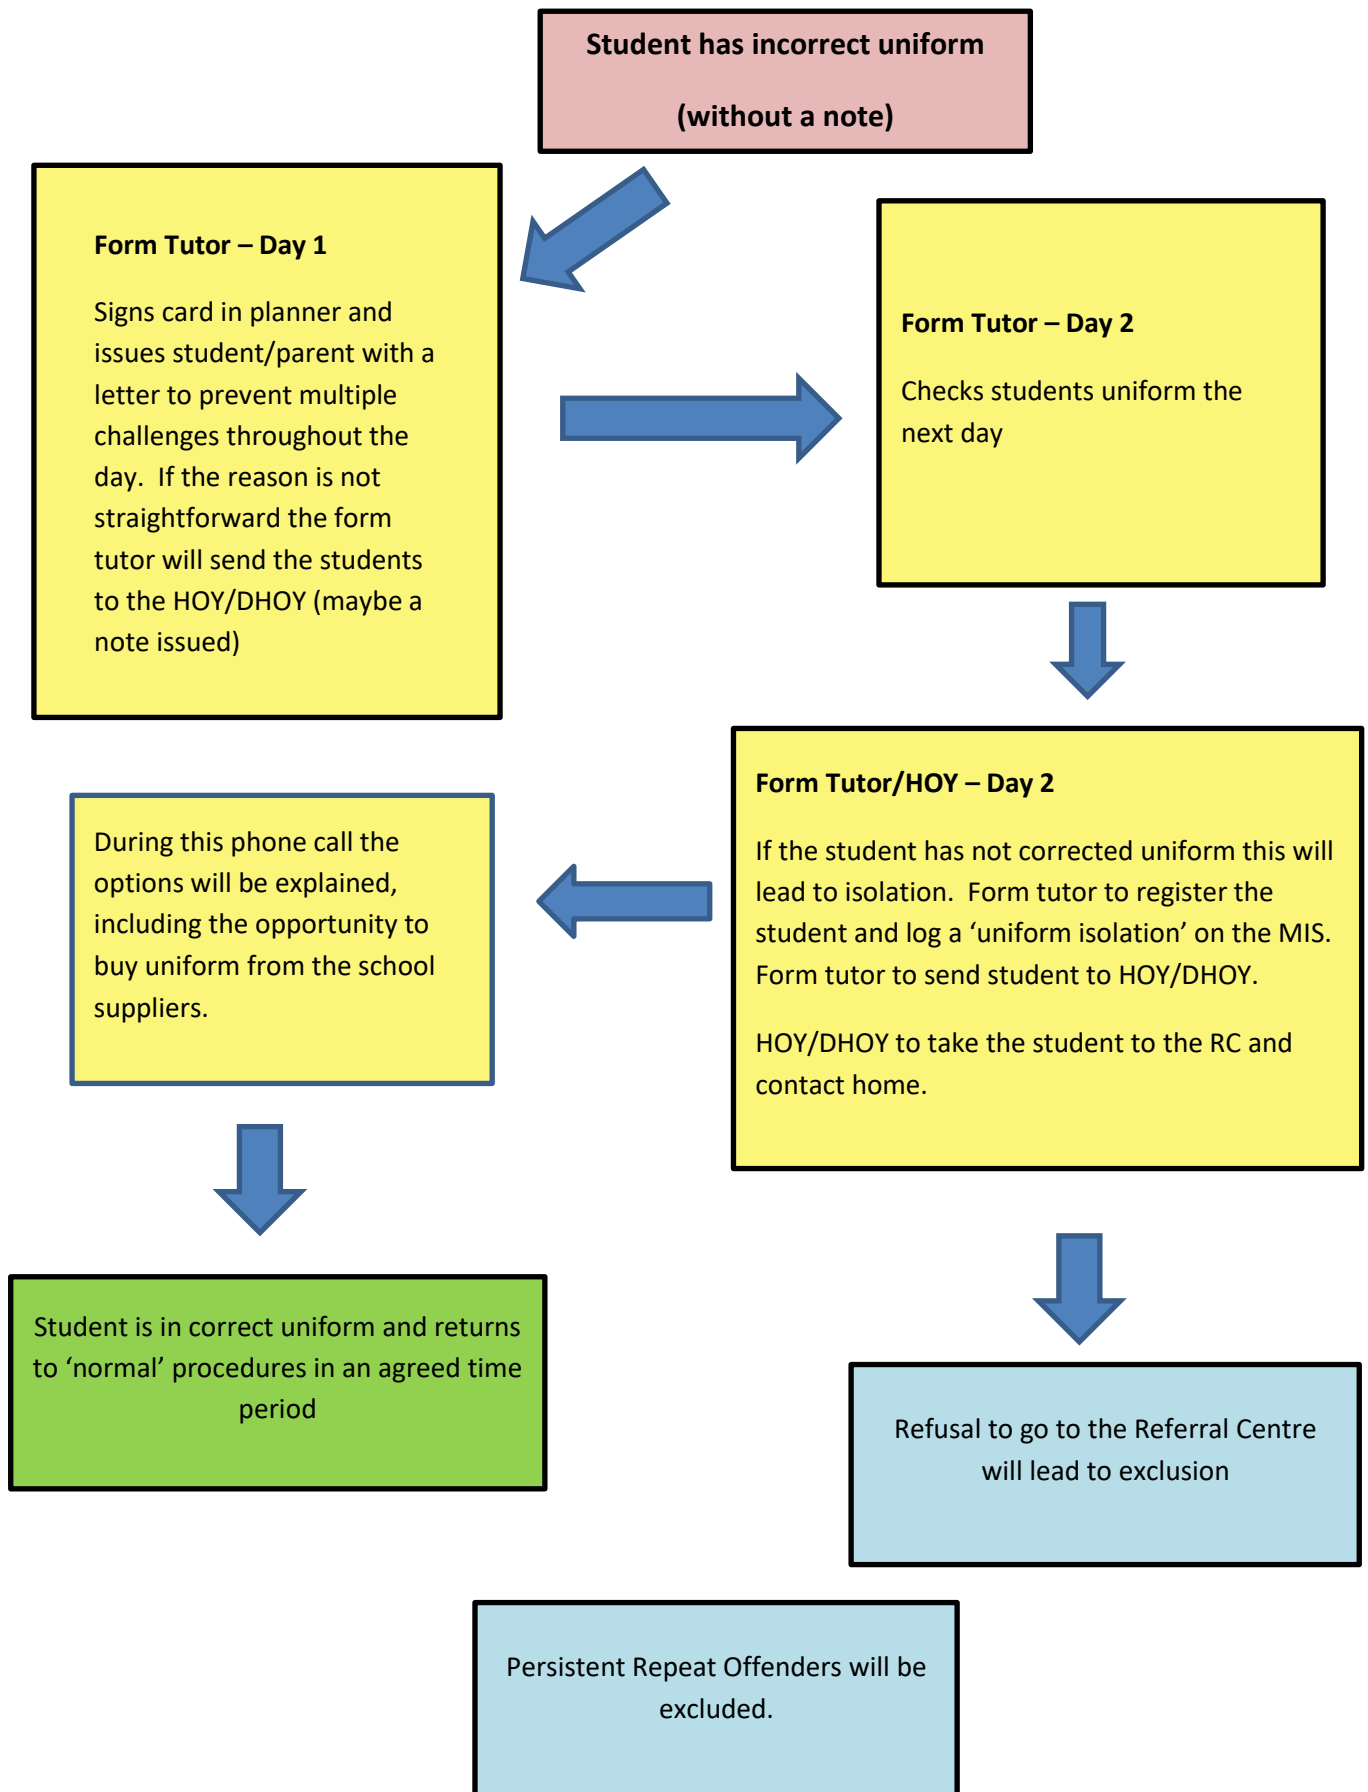 Student has incorrect uniform
(without a note)
Form Tutor – Day 1
Signs card in planner and
issues student/parent with a
letter to prevent multiple
challenges throughout the
day.  If the reason is not
straightforward the form
tutor will send the students
to the HOY/DHOY (maybe a
note issued)
Form Tutor – Day 2
Checks students uniform the
next day
Form Tutor/HOY – Day 2
If the student has not corrected uniform this will
lead to isolation.  Form tutor to register the
student and log a ‘uniform isolation’ on the MIS.
Form tutor to send student to HOY/DHOY.
HOY/DHOY to take the student to the RC and
contact home.
During this phone call the
options will be explained,
including the opportunity to
buy uniform from the school
suppliers.
Student is in correct uniform and returns
to ‘normal’ procedures in an agreed time
period
Refusal to go to the Referral Centre
will lead to exclusion
Persistent Repeat Offenders will be
excluded.